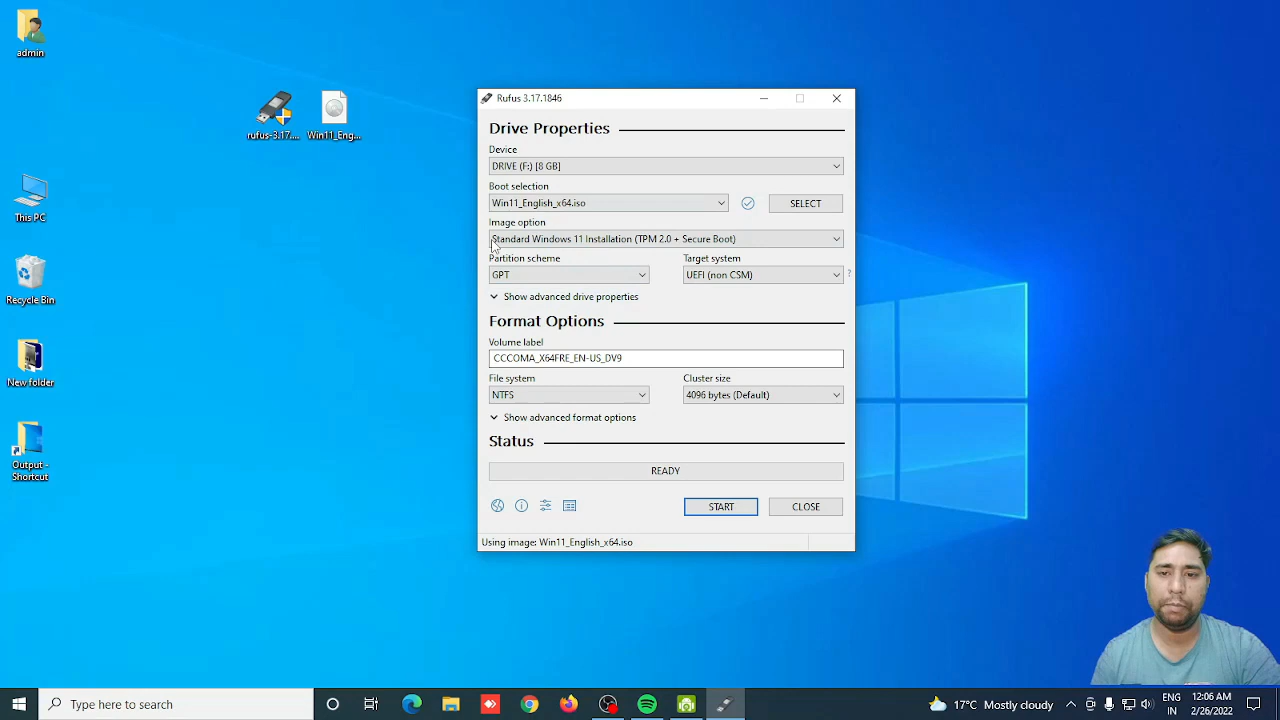 admin
rufus-3.17....
Win11_Eng...
This PC
Recycle Bin
New folder
Output -
Shortcut
Rufus 3.17.1846
Drive Properties
Device
DRIVE (F:) [8 GB]
Boot selection
Win11_English_x64.iso
SELECT
Image option
Standard Windows 11 Installation (TPM 2.0 + Secure Boot)
Partition scheme
Target system
GPT
UEFI (non CSM)
?
Show advanced drive properties
Format Options
Volume label
CCCOMA_X64FRE_EN-US_DV9
File system
Cluster size
NTFS
4096 bytes (Default)
Show advanced format options
Status
READY
START
CLOSE
Using image: Win11_English_x64.iso
Type here to search
17°C Mostly cloudy
ENG
IN
12:06 AM
2/26/2022